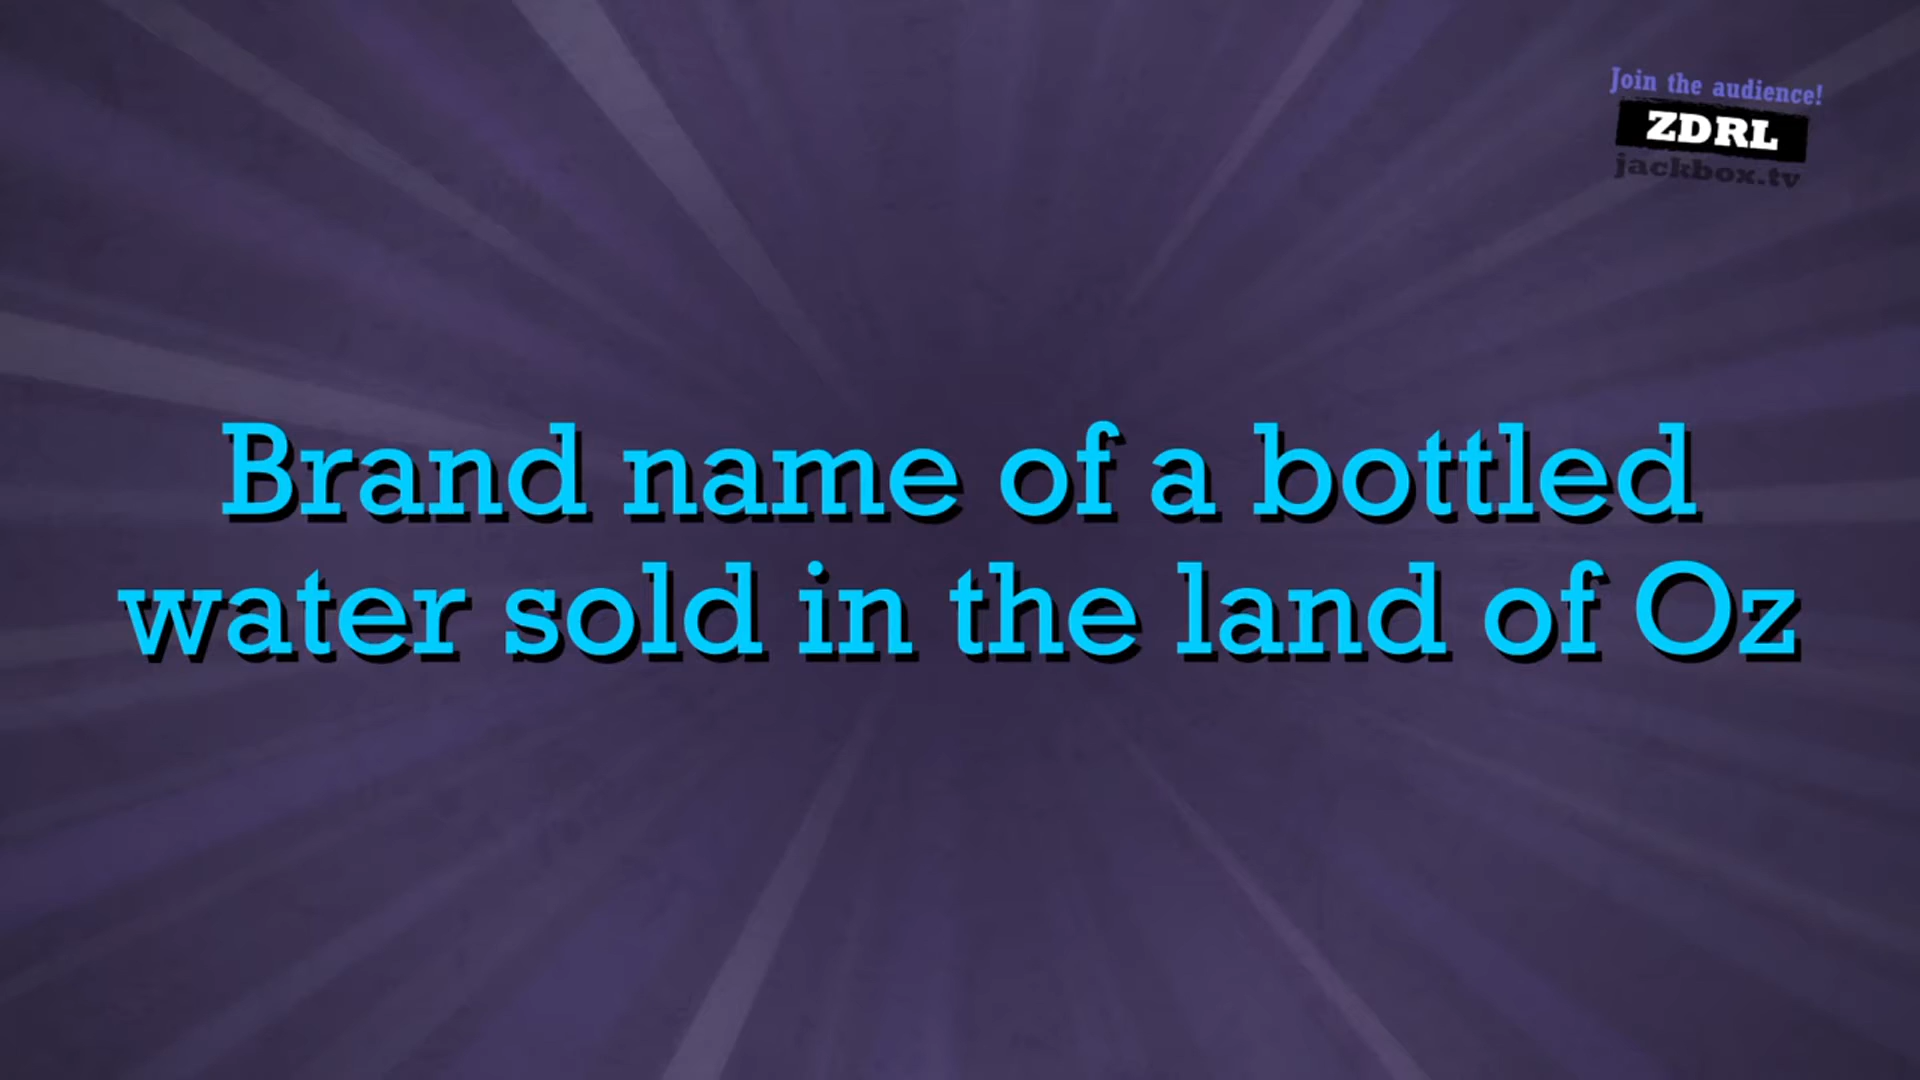 Join the audience!
ZDRL
jackbox.tv
Brand name of a bottled
water sold in the land of Oz